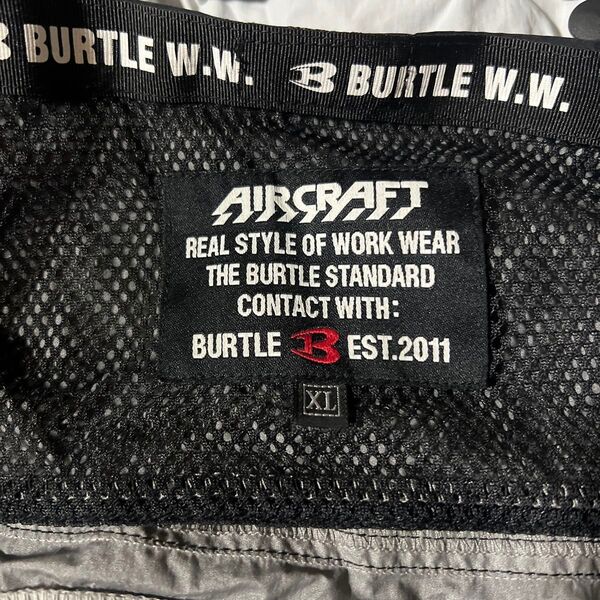 BURTLE W.W. B BURTLE W.W.
AIRCRAFT
REAL STYLE OF WORK WEAR
THE BURTLE STANDARD
CONTACT WITH:
BURTLE B EST.2011
XL